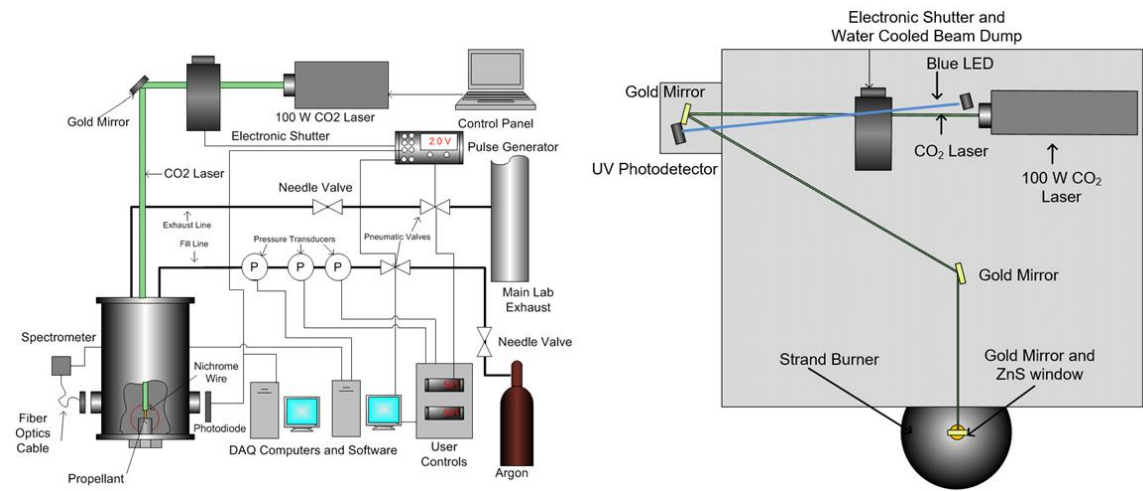 Gold Mirror
100 W CO2 Laser
Control Panel
Electronic Shutter
2.0 V
Pulse Generator
CO2 Laser
Needle Valve
Exhaust Line
Fill Line
Pressure Transducers
Pneumatic Valves
P
P
P
Main Lab
Exhaust
Spectrometer
Nichrome
Wire
Needle Valve
Fiber
Optics
Cable
Photodiode
DAQ Computers and Software
User
Controls
Argon
Propellant
Electronic Shutter and
Water Cooled Beam Dump
Blue LED
Gold Mirror
UV Photodetector
CO₂ Laser
100 W CO₂
Laser
Gold Mirror
Strand Burner
Gold Mirror and
ZnS window